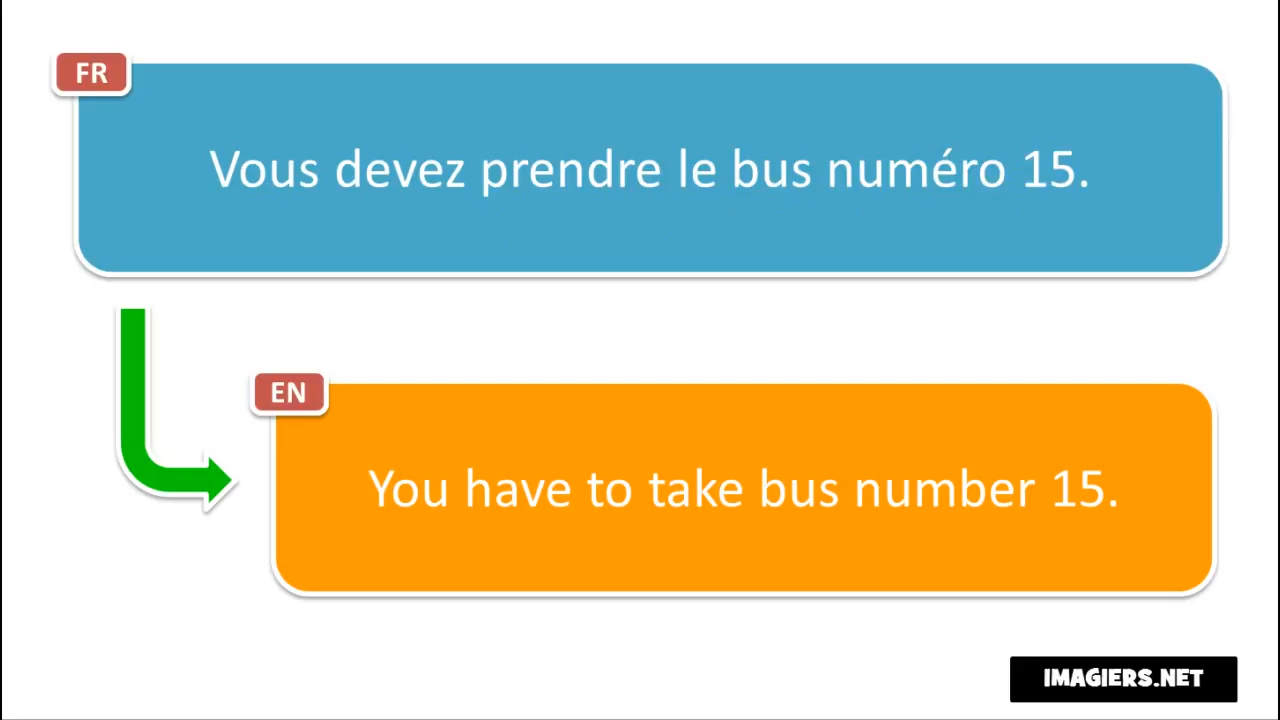 FR
Vous devez prendre le bus numéro 15.
EN
You have to take bus number 15.
IMAGIERS.NET